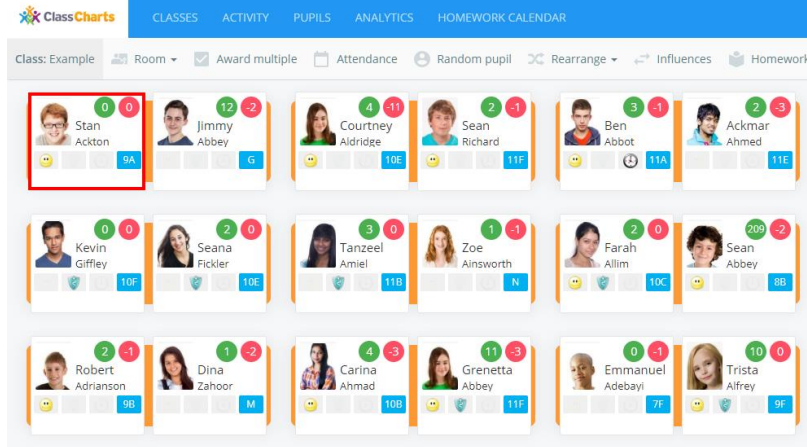 ClassCharts CLASSES ACTIVITY PUPILS ANALYTICS HOMEWORK CALENDAR
Class: Example Room Award multiple Attendance Random pupil Rearrange Influences Homework
0 0 12 -2 4 -11 2 -1 3 -1 2 -3
Stan Jimmy Courtney Sean Ben Ackmar
Ackton Abbey Aldridge Richard Abbot Ahmed
9A G 10E 11F 11A 11E
0 0 2 0 3 0 1 -1 2 0 209 -2
Kevin Seana Tanzeel Zoe Farah Sean
Giffley Fickler Amiel Ainsworth Allim Abbey
10F 10E 11B N 10C 8B
2 -1 1 -2 4 -3 11 -3 0 -1 10 0
Robert Dina Carina Grenetta Emmanuel Trista
Adrianson Zahoor Ahmad Abbey Adebayi Alfrey
9B M 10B 11F 7F 9F